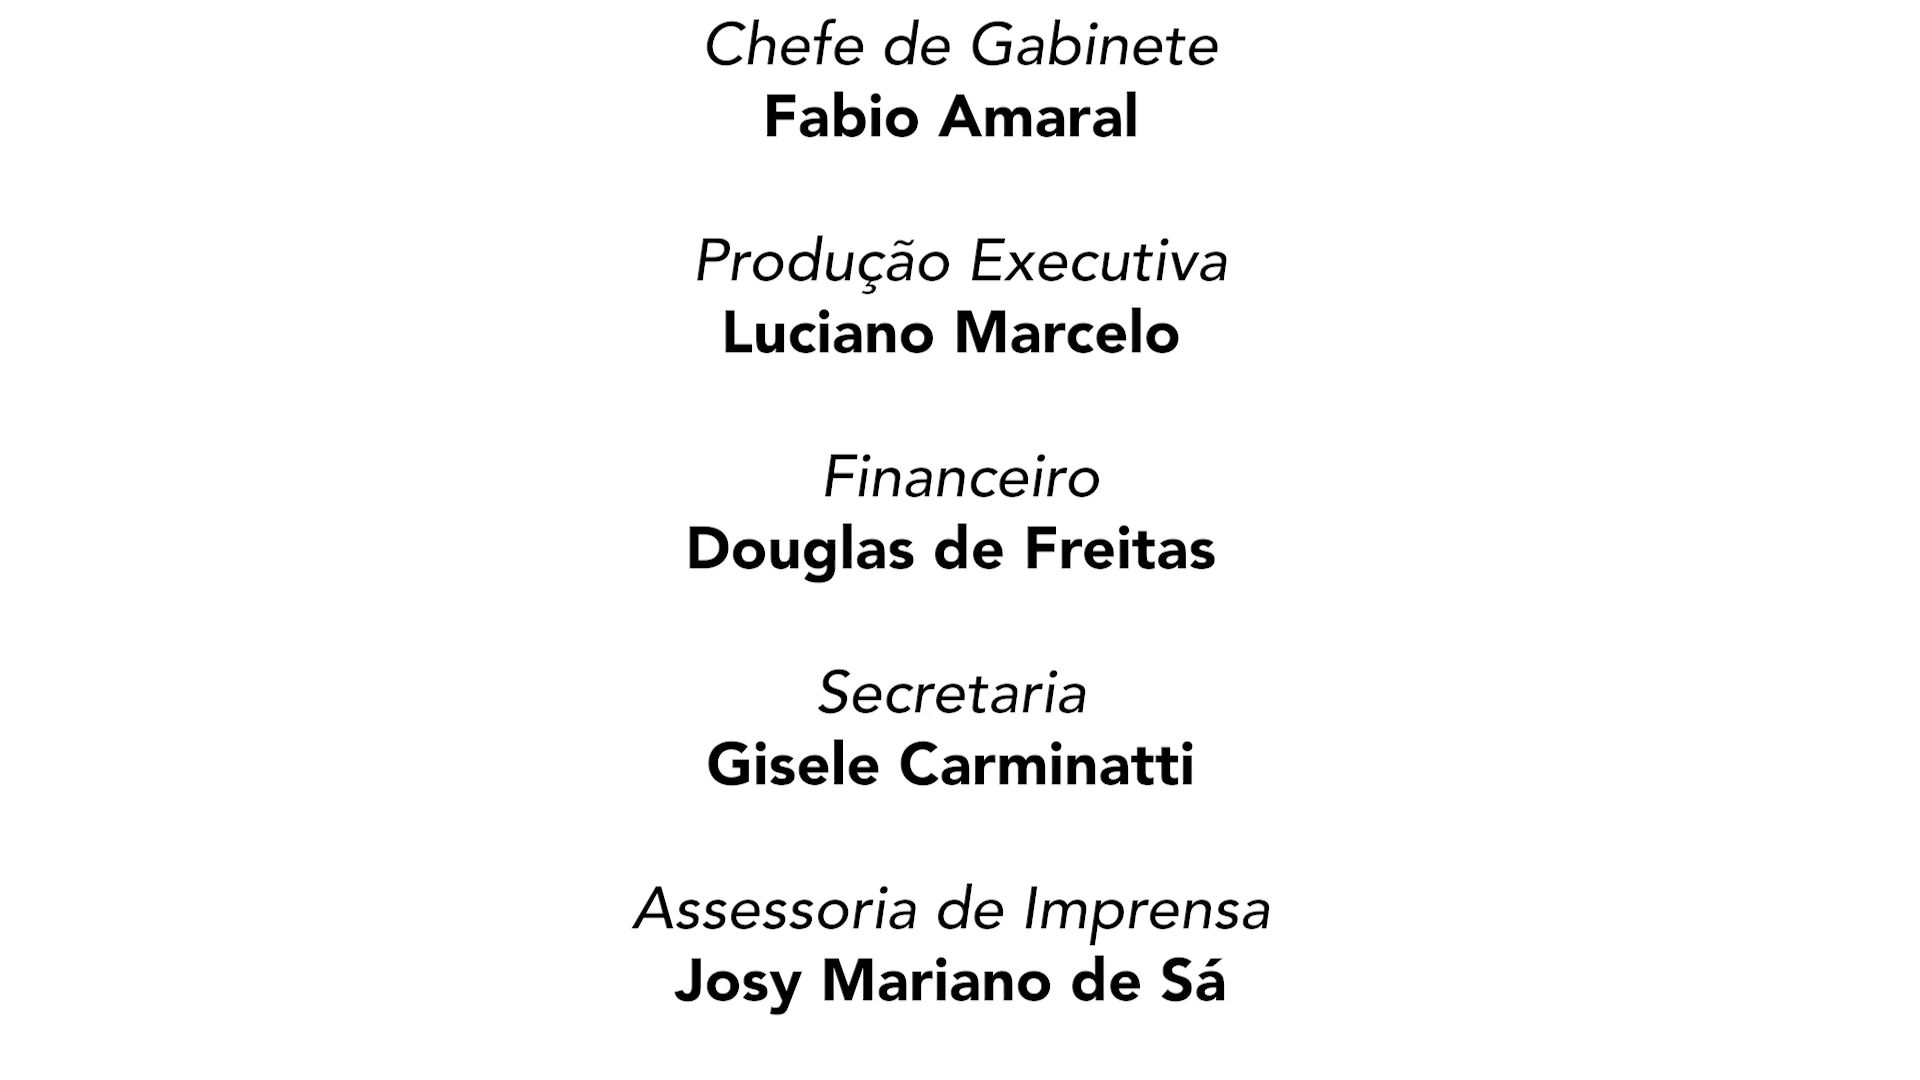 Chefe de Gabinete
Fabio Amaral
Produção Executiva
Luciano Marcelo
Financeiro
Douglas de Freitas
Secretaria
Gisele Carminatti
Assessoria de Imprensa
Josy Mariano de Sá